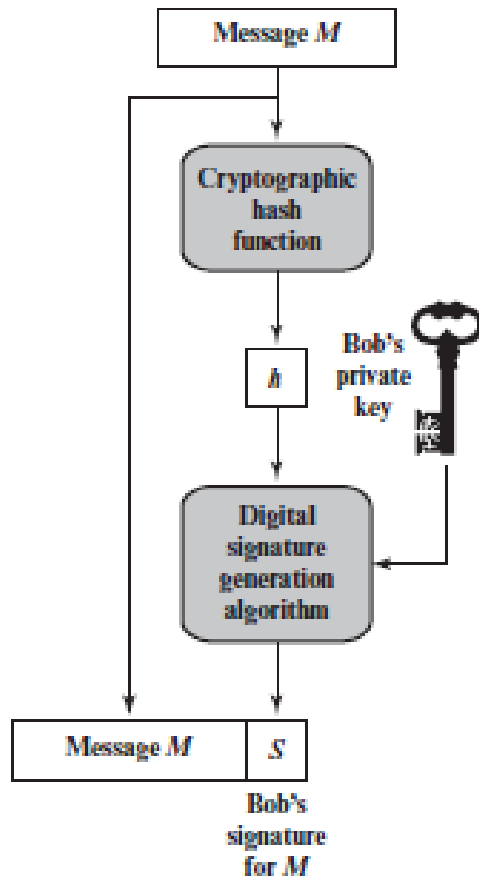 Message M
Cryptographic
hash
function
h
Bob's
private
key
Digital
signature
generation
algorithm
Message M
S
Bob's
signature
for M